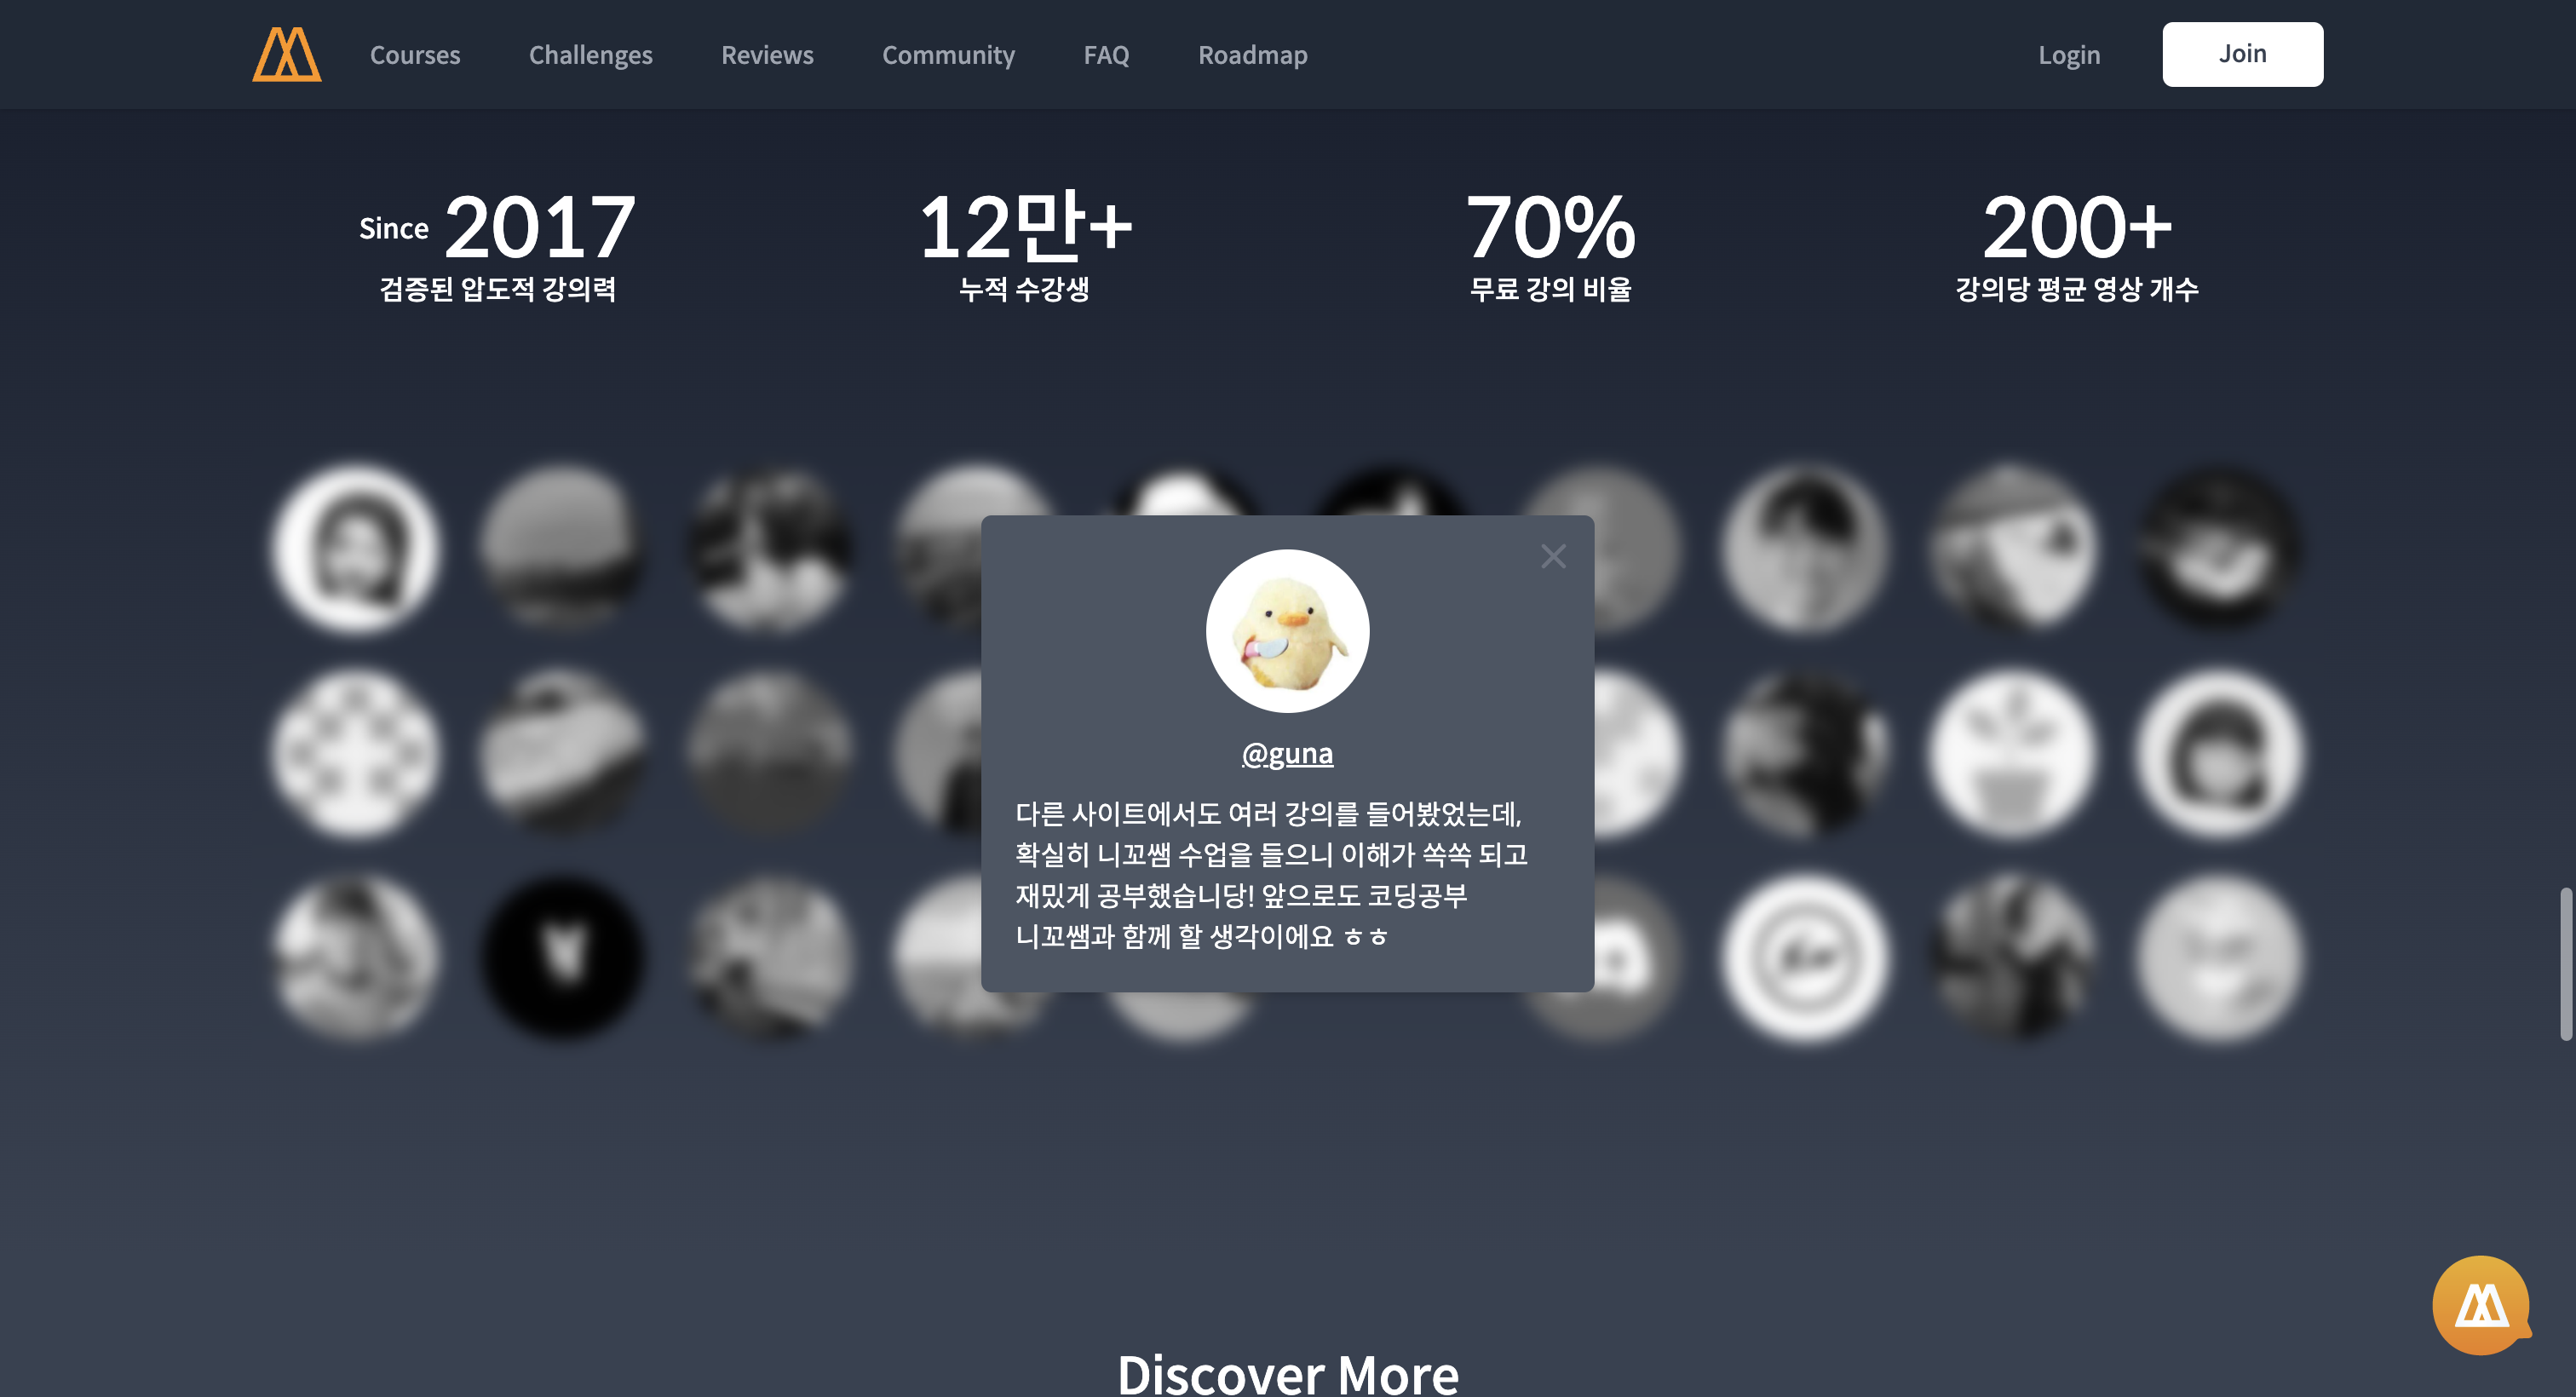 Courses Challenges Reviews Community FAQ Roadmap Login Join
Since 2017 12만+ 70% 200+
검증된 압도적 강의력 누적 수강생 무료 강의 비율 강의당 평균 영상 개수
@guna
다른 사이트에서도 여러 강의를 들어봤었는데,
확실히 니꼬쌤 수업을 들으니 이해가 쏙쏙 되고
재밌게 공부했습니당! 앞으로도 코딩공부
니꼬쌤과 함께 할 생각이에요 ㅎㅎ
Discover More